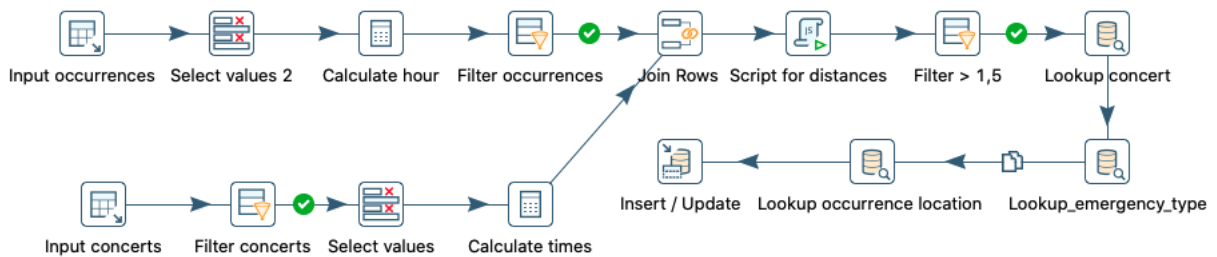 Input occurrences
Select values 2
Calculate hour
Filter occurrences
Join Rows
JS
Script for distances
Filter > 1,5
Lookup concert
Insert / Update
Lookup occurrence location
Lookup_emergency_type
Input concerts
Filter concerts
Select values
Calculate times